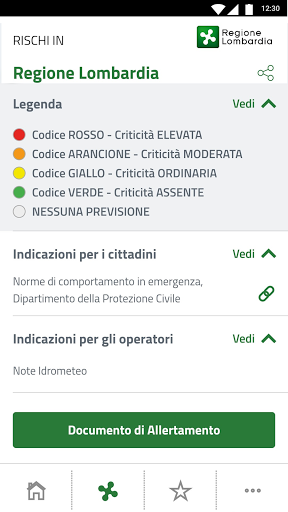 12:30
RISCHI IN
Regione
Lombardia
Regione Lombardia
Legenda
Vedi
Codice ROSSO - Criticità ELEVATA
Codice ARANCIONE - Criticità MODERATA
Codice GIALLO - Criticità ORDINARIA
Codice VERDE - Criticità ASSENTE
NESSUNA PREVISIONE
Indicazioni per i cittadini
Vedi
Norme di comportamento in emergenza,
Dipartimento della Protezione Civile
Indicazioni per gli operatori
Vedi
Note Idrometeo
Documento di Allertamento